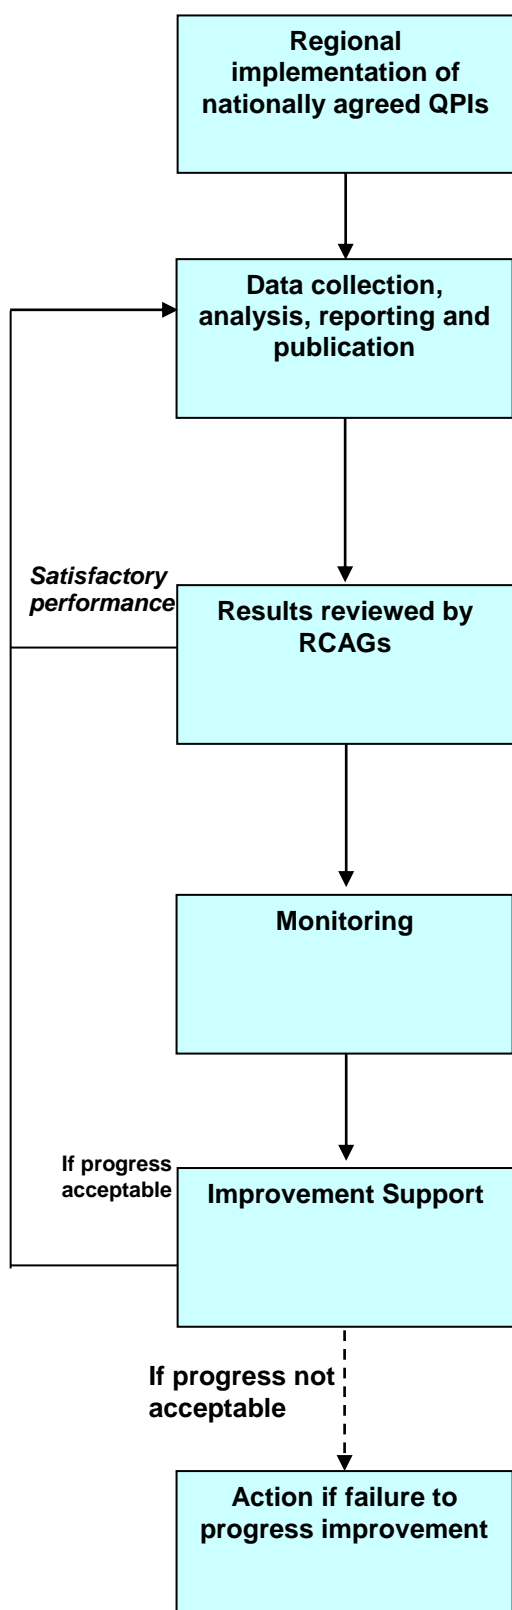 Regional
implementation of
nationally agreed QPIs
Data collection,
analysis, reporting and
publication
Satisfactory
performance
Results reviewed by
RCAGs
Monitoring
If progress
acceptable
Improvement Support
If progress not
acceptable
Action if failure to
progress improvement